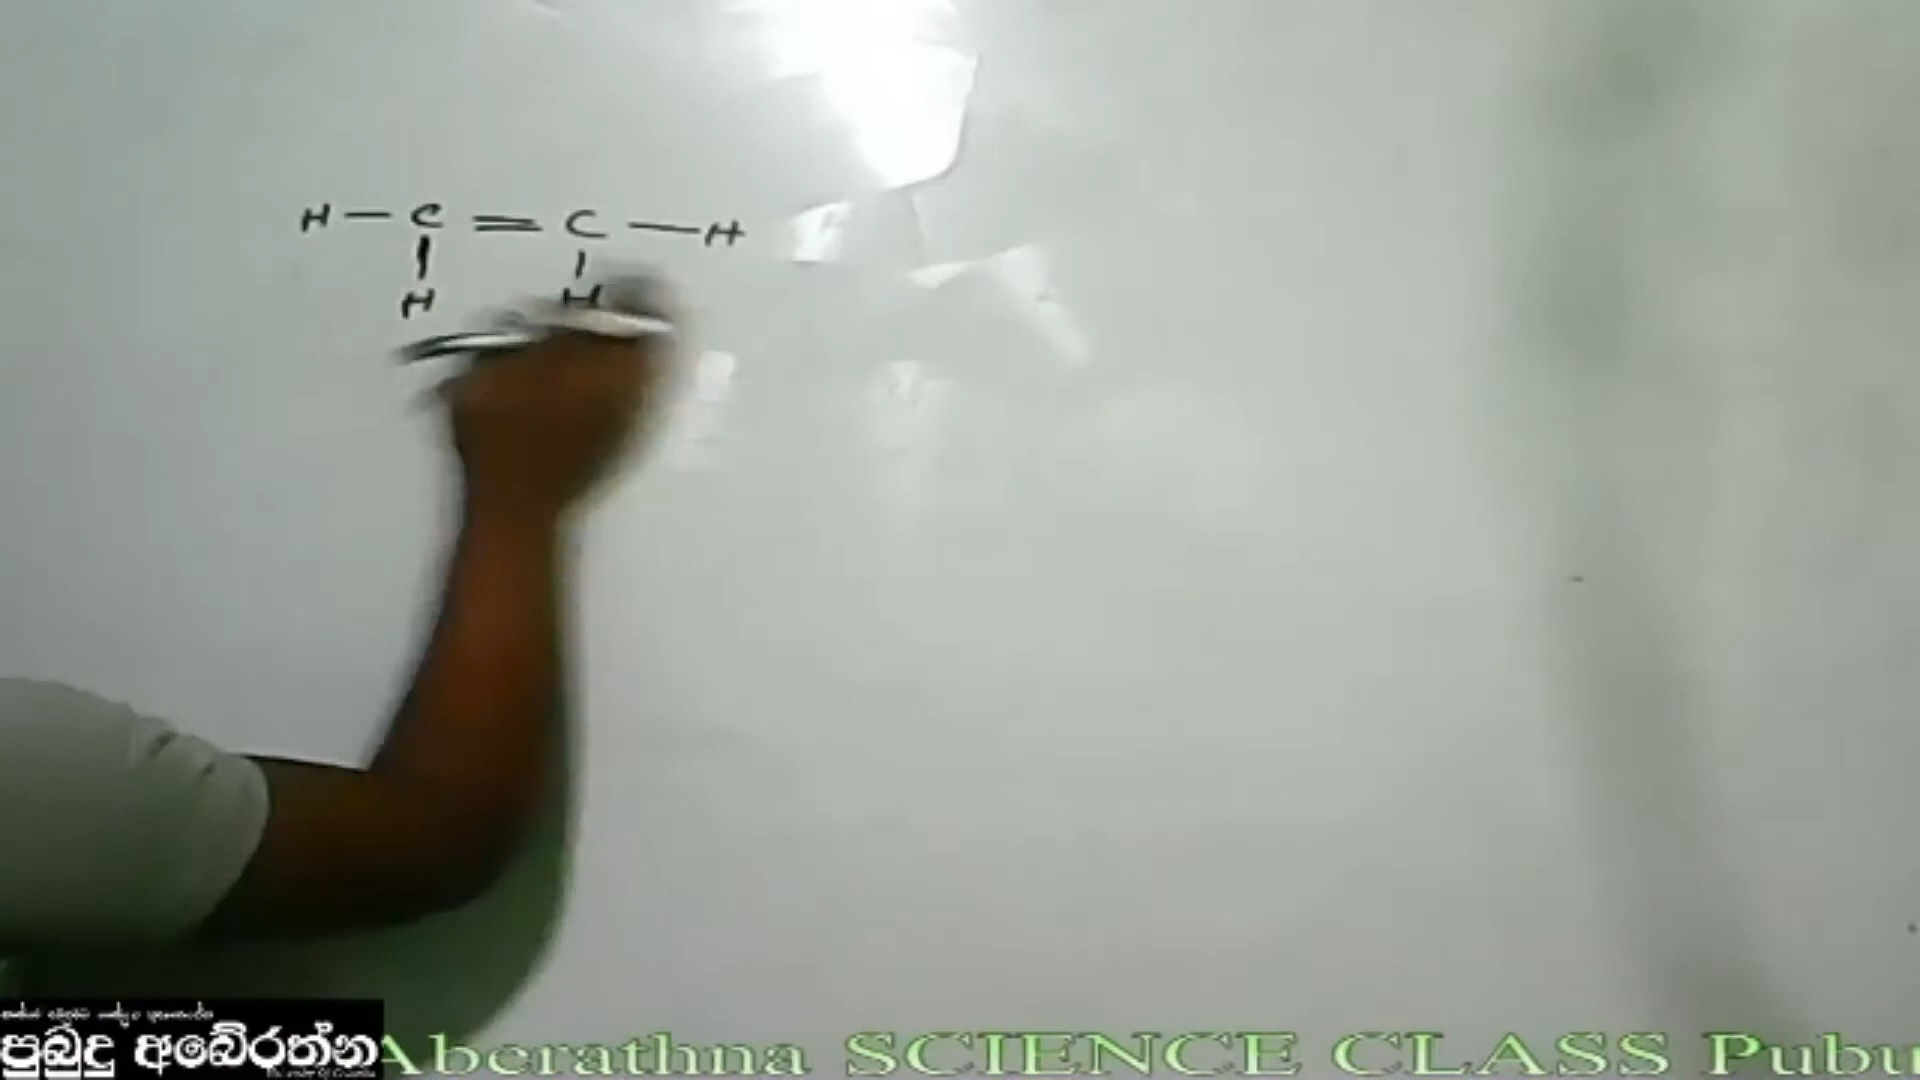 H — C = C — H
H H
පුබුදු අබේරත්න
Aberathna SCIENCE CLASS Pubu